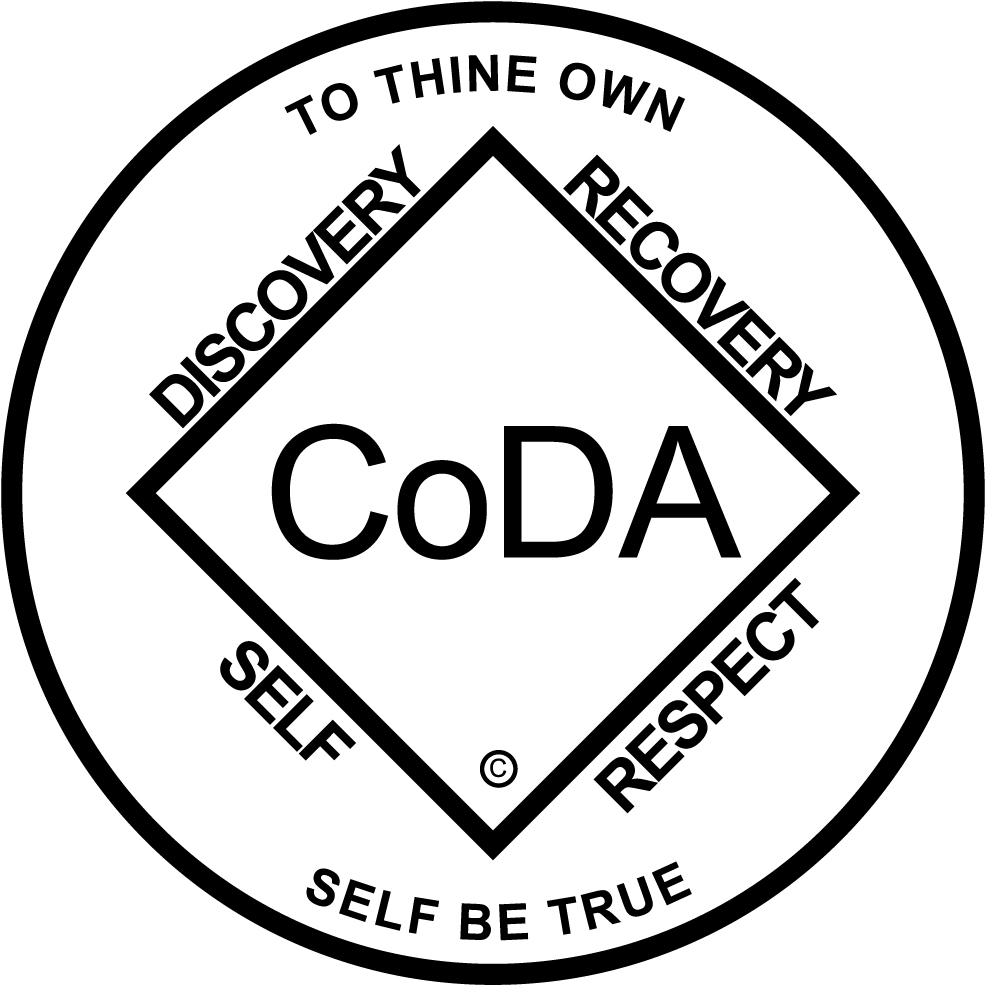 TO THINE OWN
DISCOVERY
RECOVERY
CoDA
SELF
RESPECT
©
SELF BE TRUE